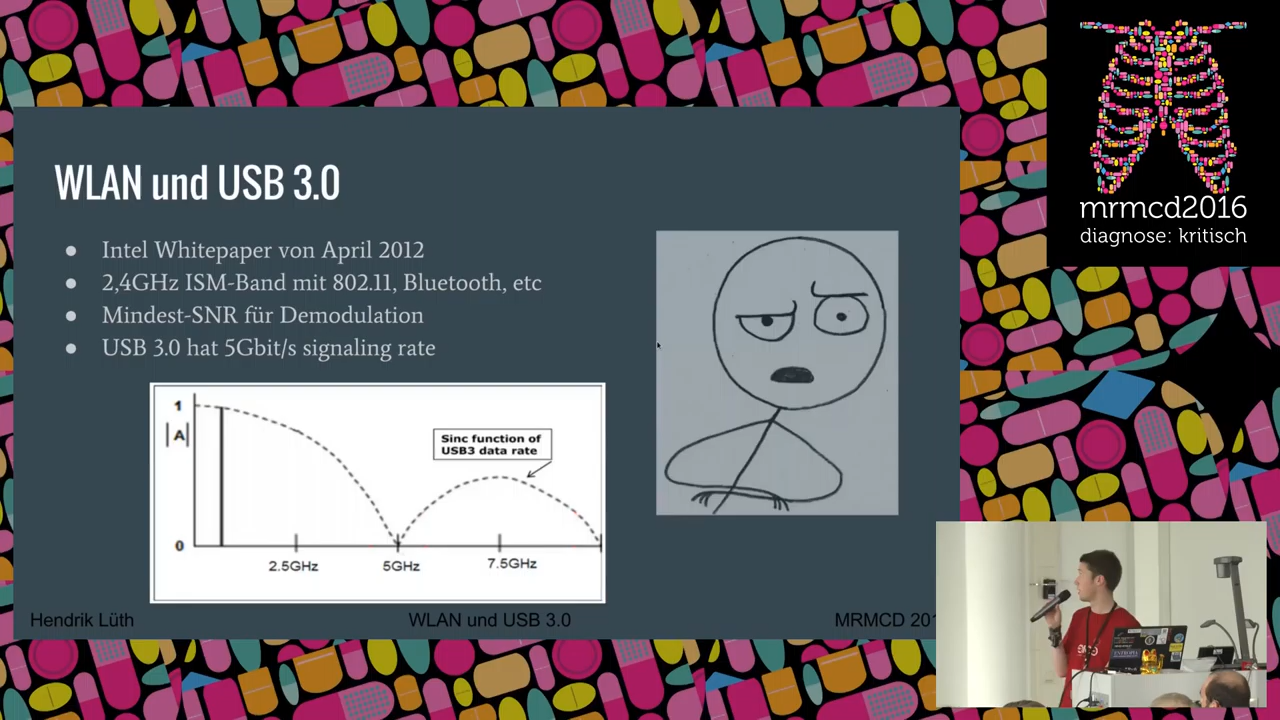 WLAN und USB 3.0
Intel Whitepaper von April 2012
2,4GHz ISM-Band mit 802.11, Bluetooth, etc
Mindest-SNR für Demodulation
USB 3.0 hat 5Gbit/s signaling rate
1
|A|
0
Sinc function of
USB3 data rate
2.5GHz
5GHz
7.5GHz
Hendrik Lüth
WLAN und USB 3.0
MRMCD 201
mrmcd2016
diagnose: kritisch